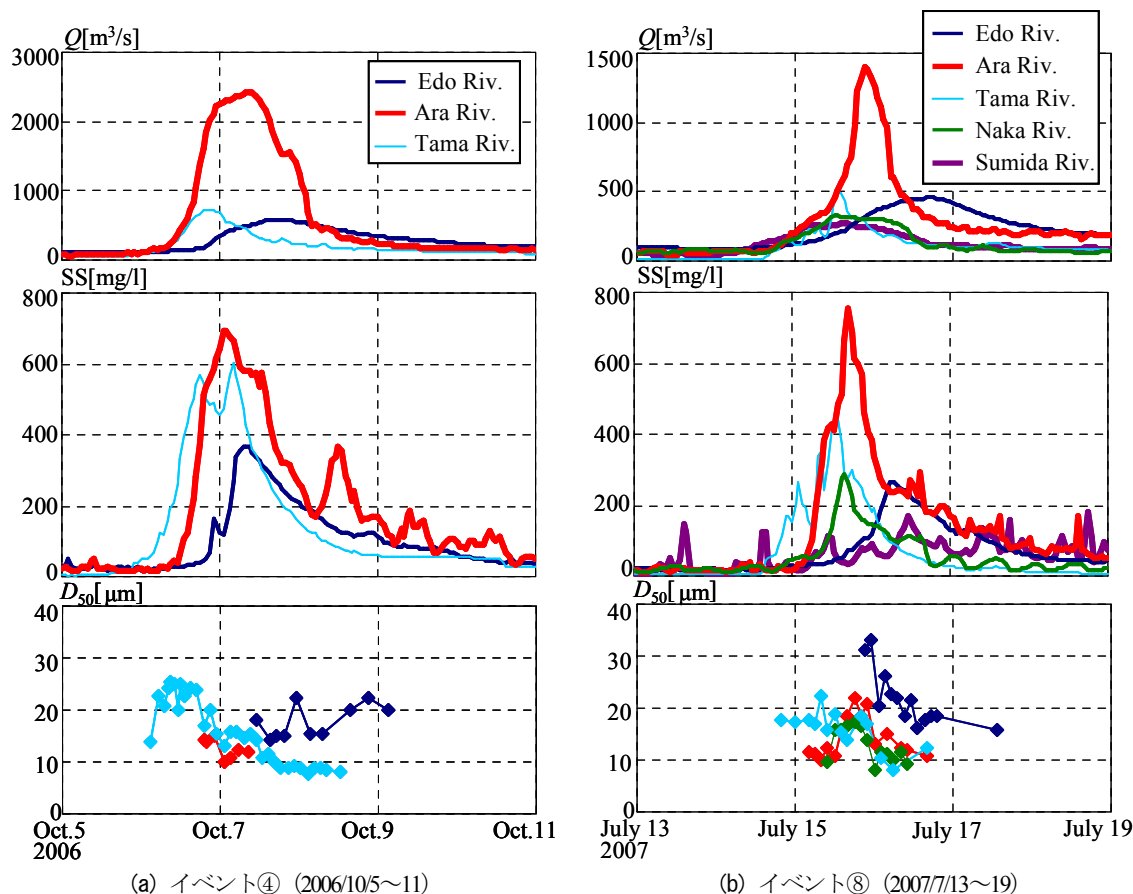 Q[m³/s]
3000
2000
1000
0
Edo Riv.
Ara Riv.
Tama Riv.
SS[mg/l]
800
600
400
200
0
D₅₀[μm]
40
30
20
10
0
Oct.5 Oct.7 Oct.9 Oct.11
2006
(a) イベント④ (2006/10/5～11)
Q[m³/s]
1500
1000
500
0
Edo Riv.
Ara Riv.
Tama Riv.
Naka Riv.
Sumida Riv.
SS[mg/l]
800
600
400
200
0
D₅₀[μm]
40
30
20
10
0
July 13 July 15 July 17 July 19
2007
(b) イベント⑧ (2007/7/13～19)